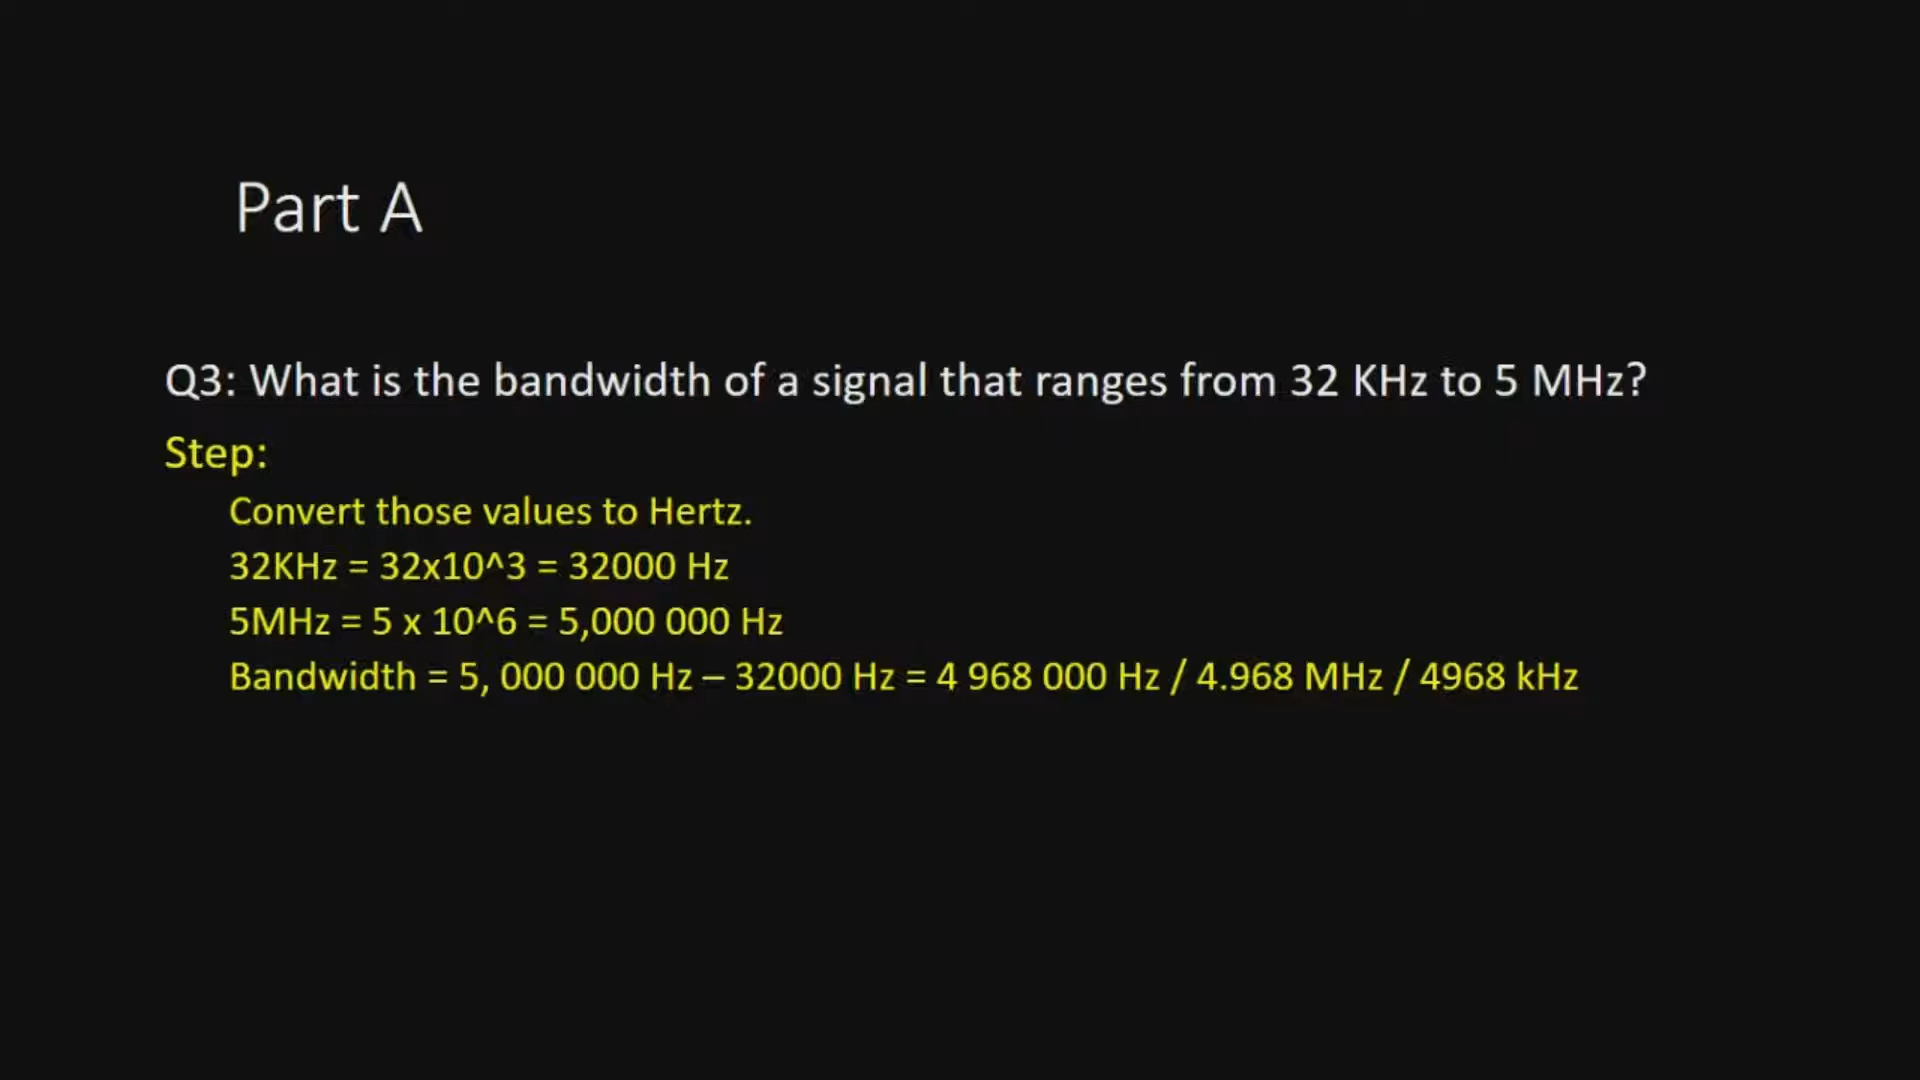 Part A
Q3: What is the bandwidth of a signal that ranges from 32 KHz to 5 MHz?
Step:
Convert those values to Hertz.
32KHz = 32x10^3 = 32000 Hz
5MHz = 5 x 10^6 = 5,000 000 Hz
Bandwidth = 5, 000 000 Hz – 32000 Hz = 4 968 000 Hz / 4.968 MHz / 4968 kHz